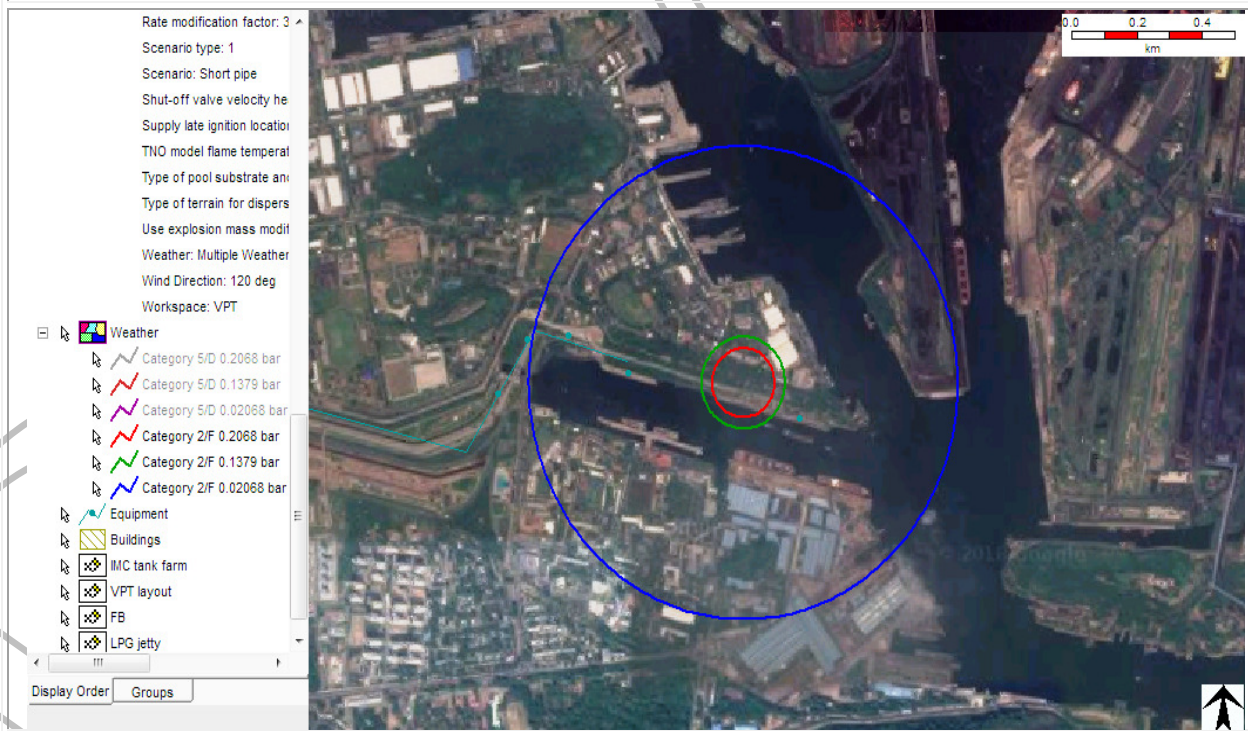 Rate modification factor: 3
Scenario type: 1
Scenario: Short pipe
Shut-off valve velocity he
Supply late ignition location
TNO model flame temperat
Type of pool substrate and
Type of terrain for dispers
Use explosion mass modif
Weather: Multiple Weather
Wind Direction: 120 deg
Workspace: VPT
Weather
Category 5/D 0.2068 bar
Category 5/D 0.1379 bar
Category 5/D 0.02068 bar
Category 2/F 0.2068 bar
Category 2/F 0.1379 bar
Category 2/F 0.02068 bar
Equipment
Buildings
IMC tank farm
VPT layout
FB
LPG jetty
Display Order Groups
0.0 0.2 0.4
km